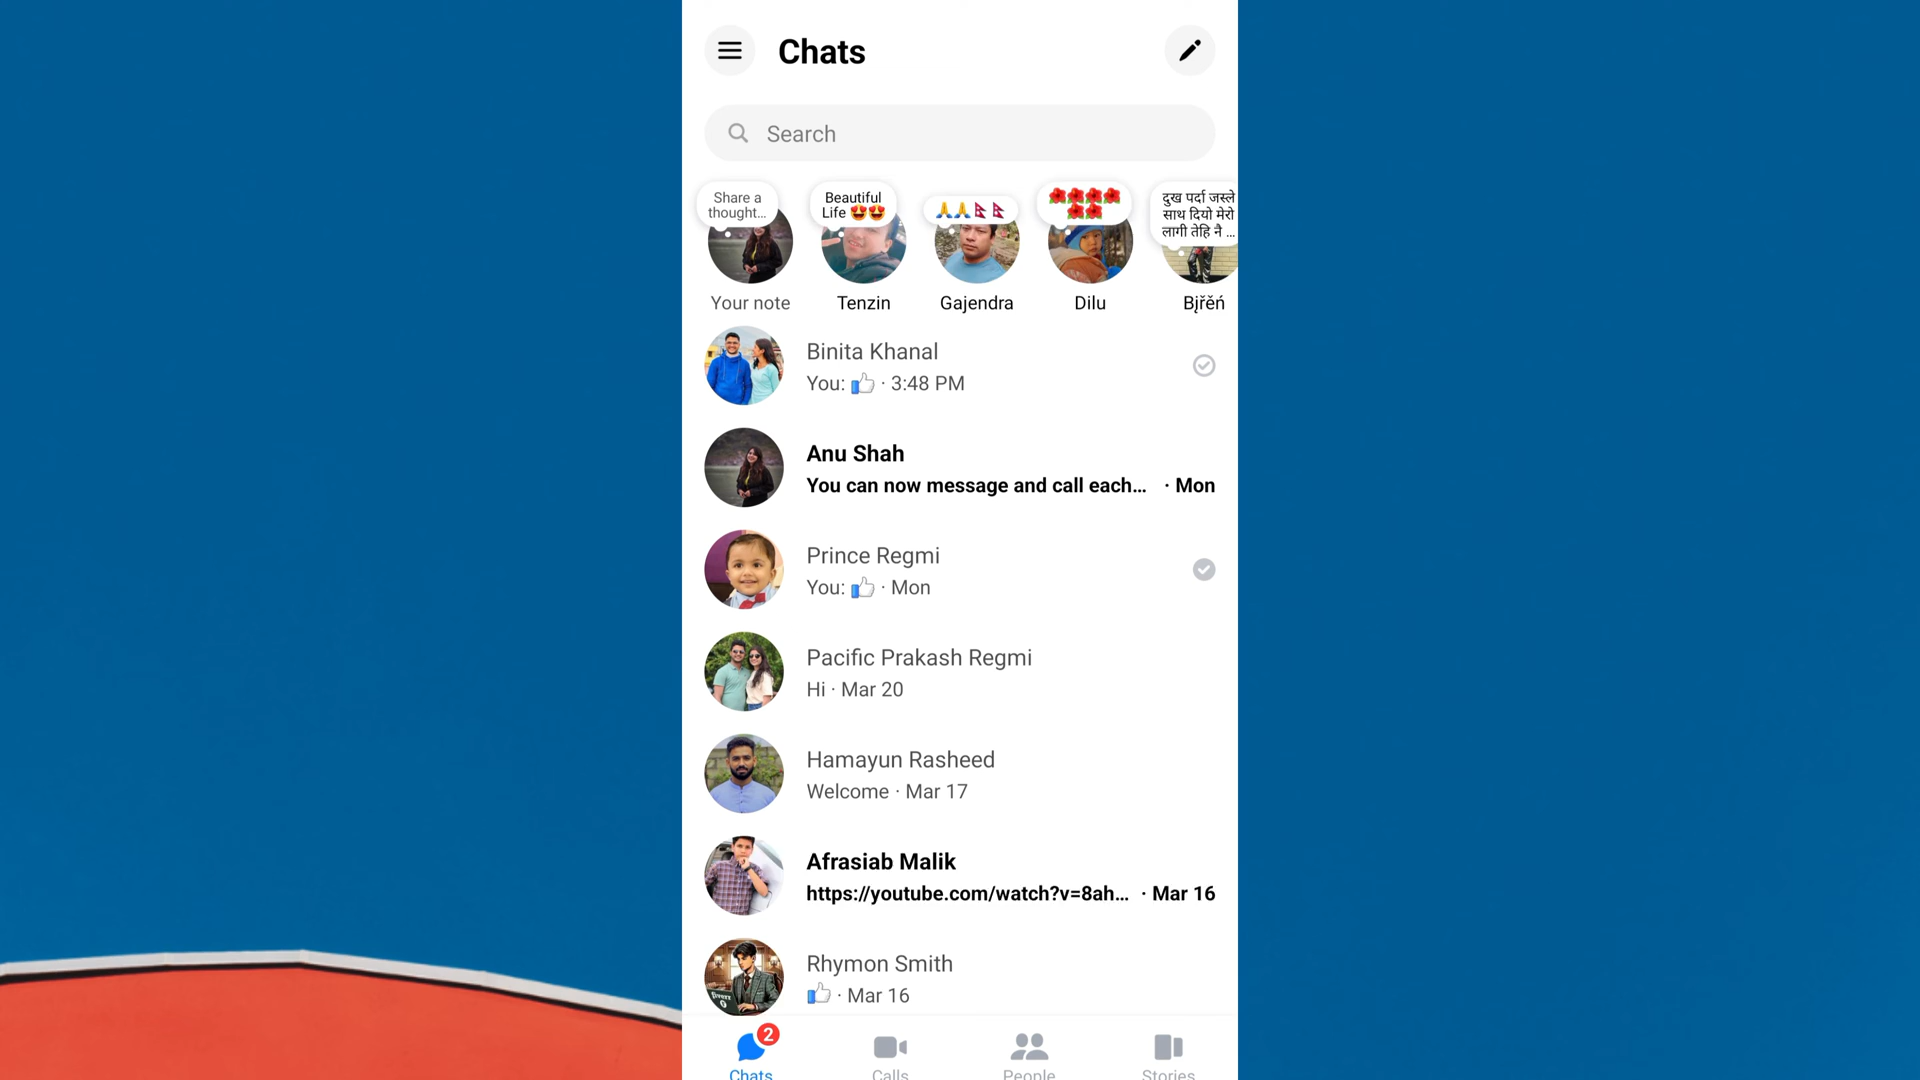 Chats
Search
Share a
thought...
Beautiful
Life 😍😍
🙏🙏🇳🇵🇳🇵
🌺🌺🌺🌺
🌺🌺
दुख पर्दा जस्ले
साथ दियो मेरो
लागी तेहि नै ...
Your note
Tenzin
Gajendra
Dilu
Bįřěń
Binita Khanal
You: 👍 · 3:48 PM
Anu Shah
You can now message and call each... · Mon
Prince Regmi
You: 👍 · Mon
Pacific Prakash Regmi
Hi · Mar 20
Hamayun Rasheed
Welcome · Mar 17
Afrasiab Malik
https://youtube.com/watch?v=8ah... · Mar 16
Rhymon Smith
👍 · Mar 16
2
Chats
Calls
People
Stories